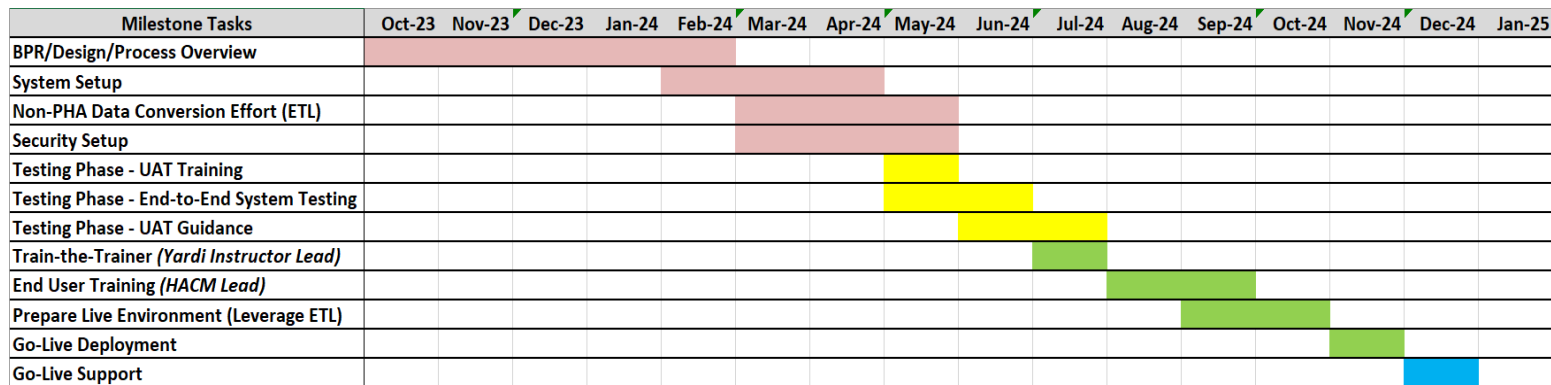 Milestone Tasks Oct-23 Nov-23 Dec-23 Jan-24 Feb-24 Mar-24 Apr-24 May-24 Jun-24 Jul-24 Aug-24 Sep-24 Oct-24 Nov-24 Dec-24 Jan-25
BPR/Design/Process Overview
System Setup
Non-PHA Data Conversion Effort (ETL)
Security Setup
Testing Phase - UAT Training
Testing Phase - End-to-End System Testing
Testing Phase - UAT Guidance
Train-the-Trainer (Yardi Instructor Lead)
End User Training (HACM Lead)
Prepare Live Environment (Leverage ETL)
Go-Live Deployment
Go-Live Support